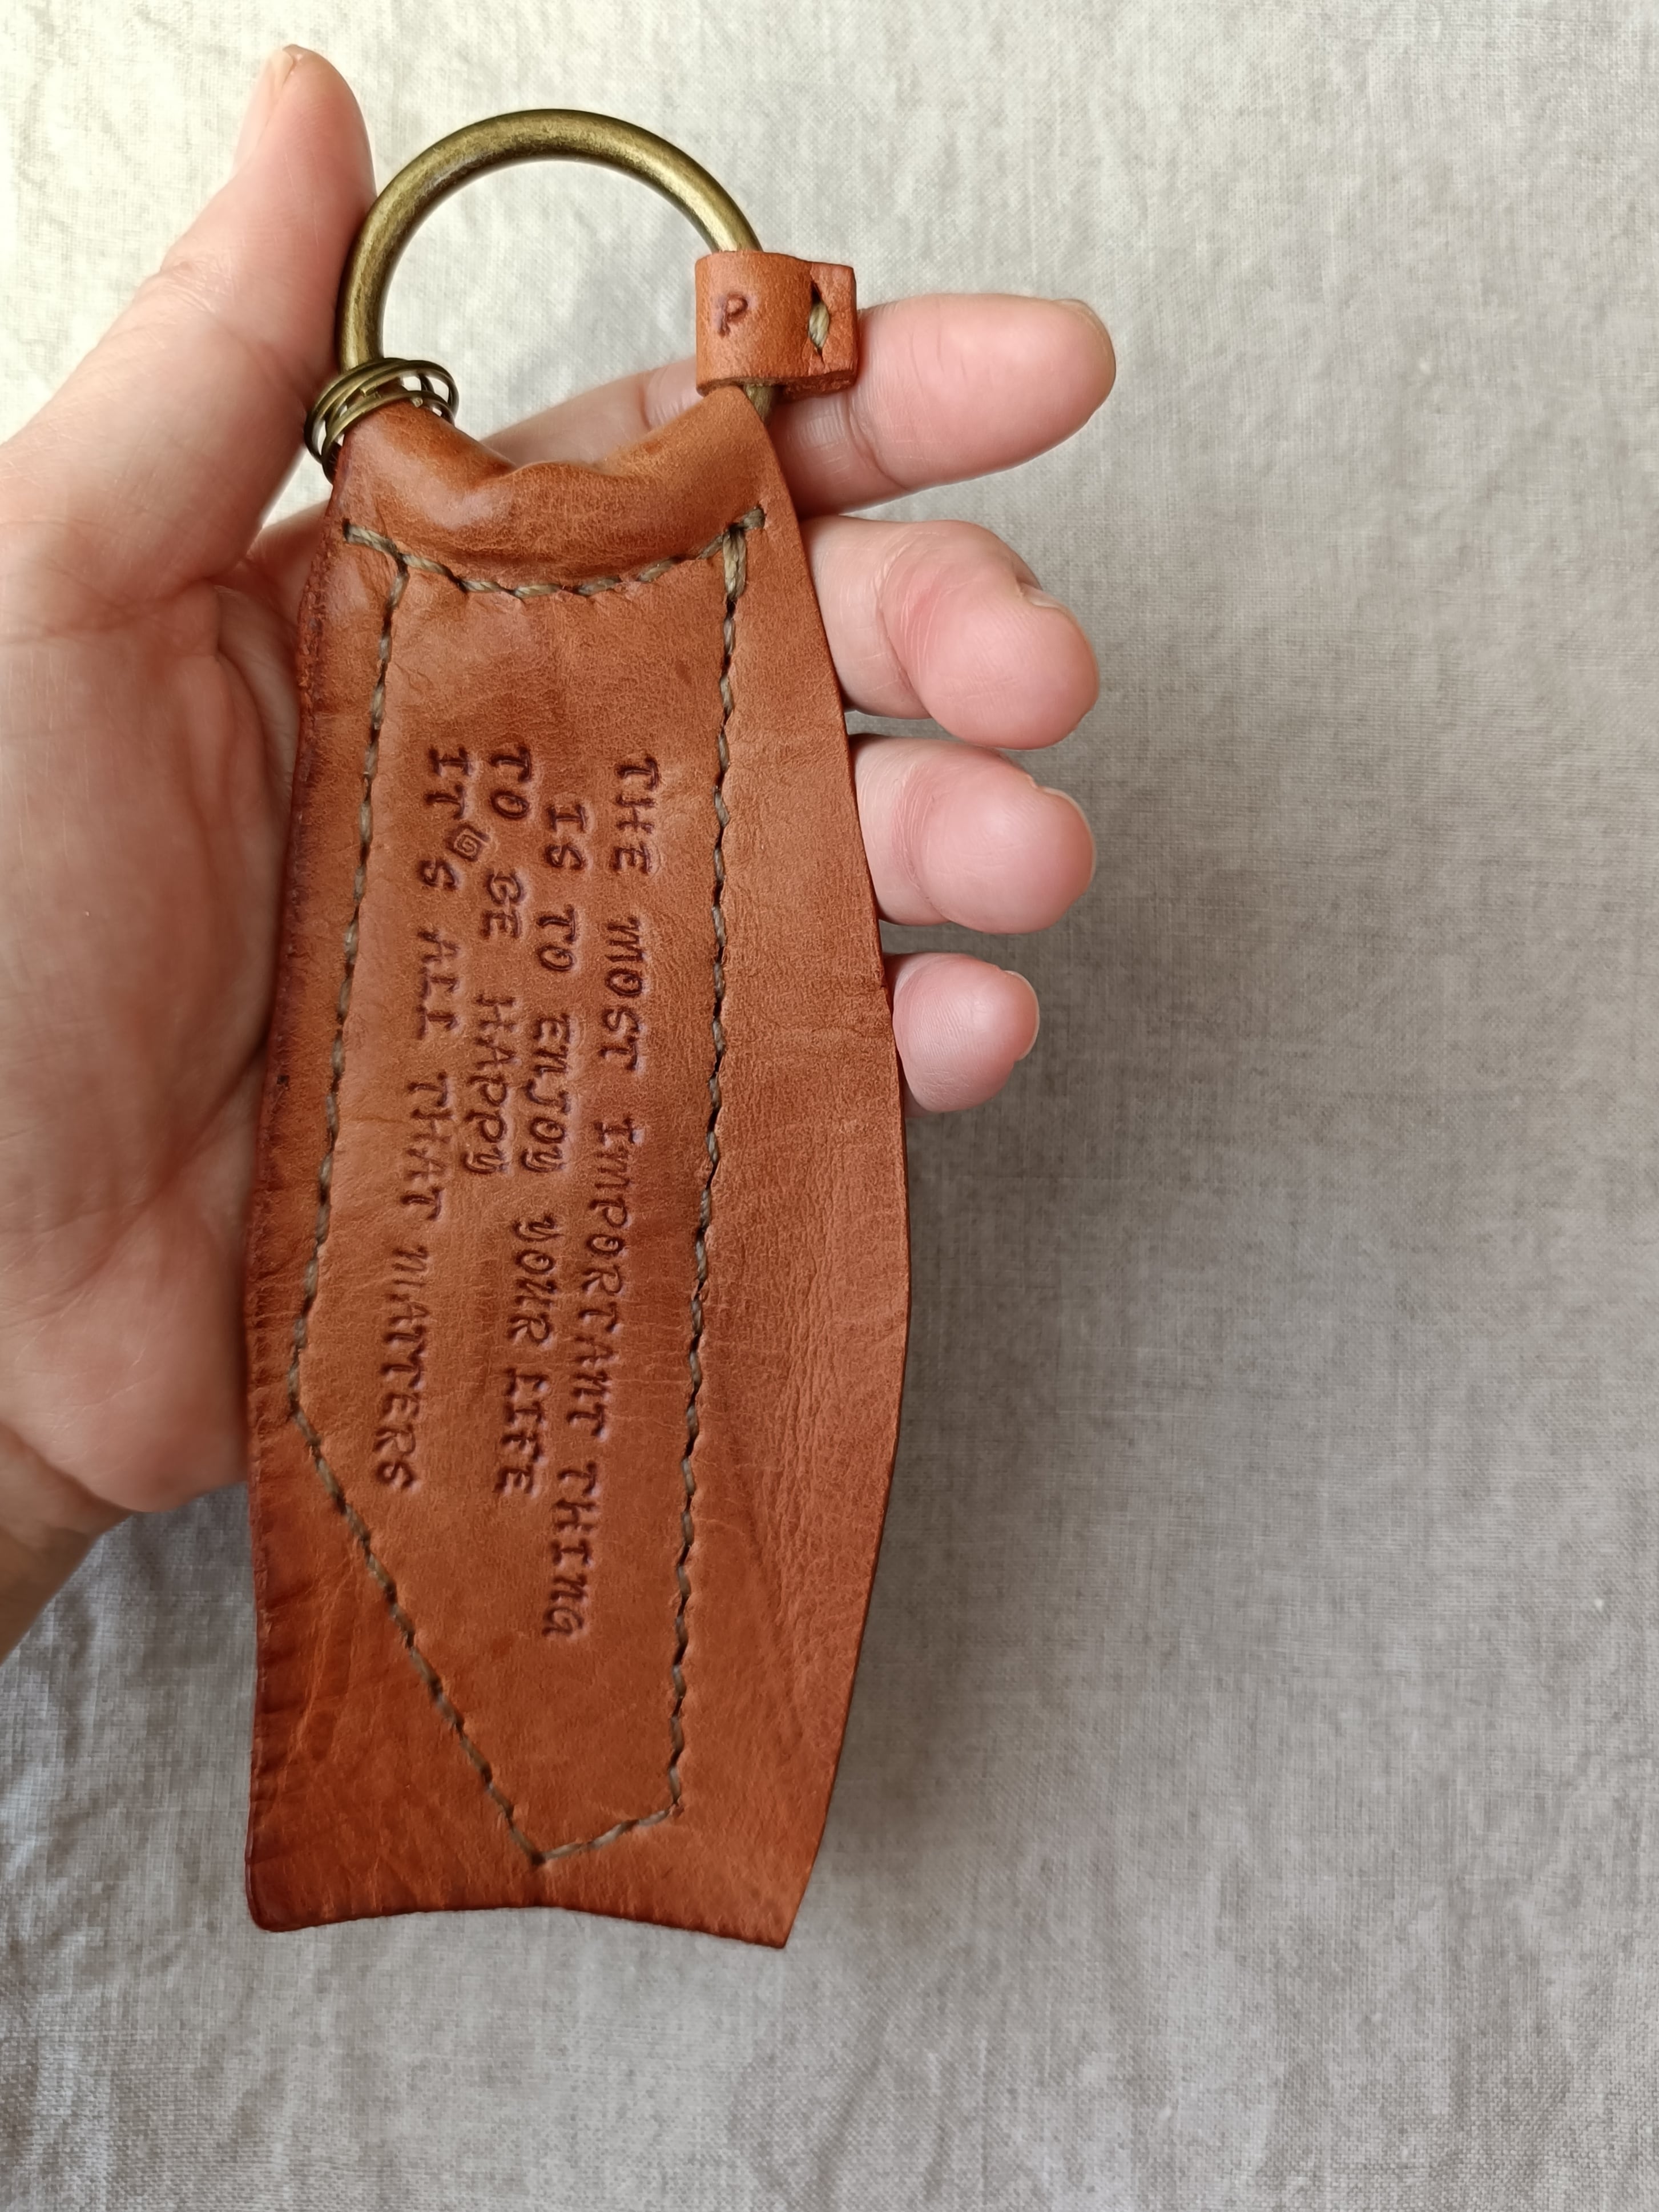 P
THE MOST IMPORTANT THING
IS TO ENJOY YOUR LIFE
TO BE HAPPY
IT'S ALL THAT MATTERS